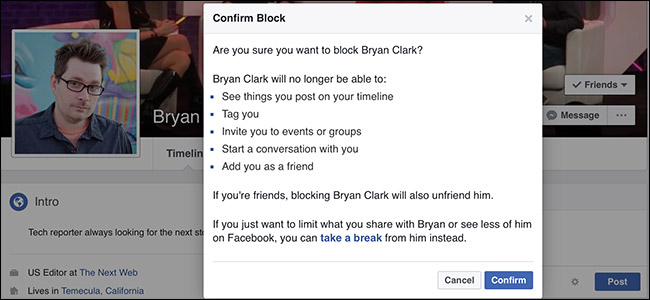 Confirm Block
Are you sure you want to block Bryan Clark?
Bryan Clark will no longer be able to:
See things you post on your timeline
Tag you
Invite you to events or groups
Start a conversation with you
Add you as a friend
If you're friends, blocking Bryan Clark will also unfriend him.
If you just want to limit what you share with Bryan or see less of him
on Facebook, you can take a break from him instead.
Cancel Confirm
Friends
Message
Bryan
Intro
Tech reporter always looking for the next
US Editor at The Next Web
Lives in Temecula, California
Post